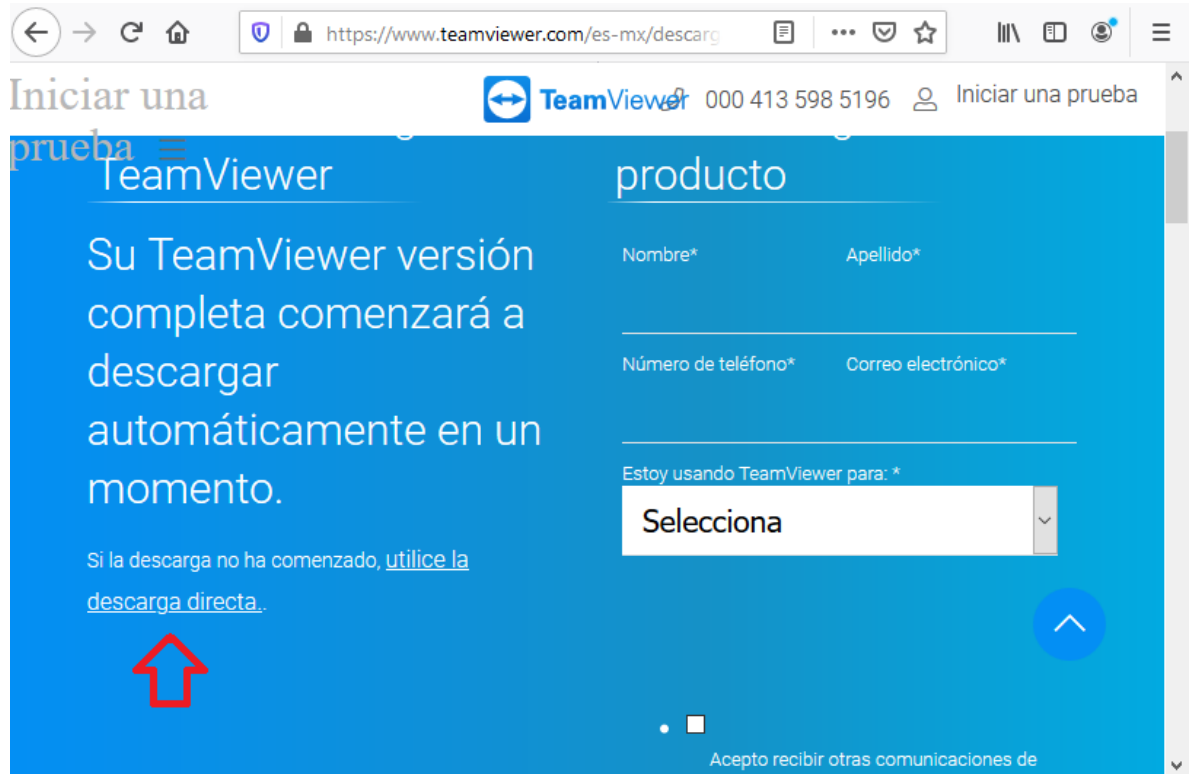 https://www.teamviewer.com/es-mx/descarg
Iniciar una
prueba
TeamViewer
000 413 598 5196
Iniciar una prueba
TeamViewer
Su TeamViewer versión
completa comenzará a
descargar
automáticamente en un
momento.
Si la descarga no ha comenzado, utilice la
descarga directa..
producto
Nombre* Apellido*
Número de teléfono* Correo electrónico*
Estoy usando TeamViewer para: *
Selecciona
Acepto recibir otras comunicaciones de